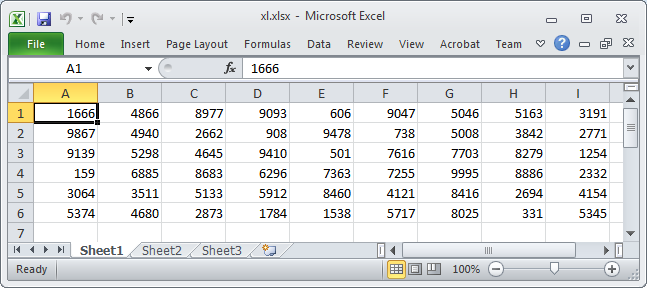 xl.xlsx - Microsoft Excel
File Home Insert Page Layout Formulas Data Review View Acrobat Team
A1 fx 1666
A B C D E F G H I
1 1666 4866 8977 9093 606 9047 5046 5163 3191
2 9867 4940 2662 908 9478 738 5008 3842 2771
3 9139 5298 4645 9410 501 7616 7703 8279 1254
4 159 6885 8683 6296 7363 7255 9995 8886 2332
5 3064 3511 5133 5912 8460 4121 8416 2694 4154
6 5374 4680 2873 1784 1538 5717 8025 331 5345
7
Sheet1 Sheet2 Sheet3
Ready 100%